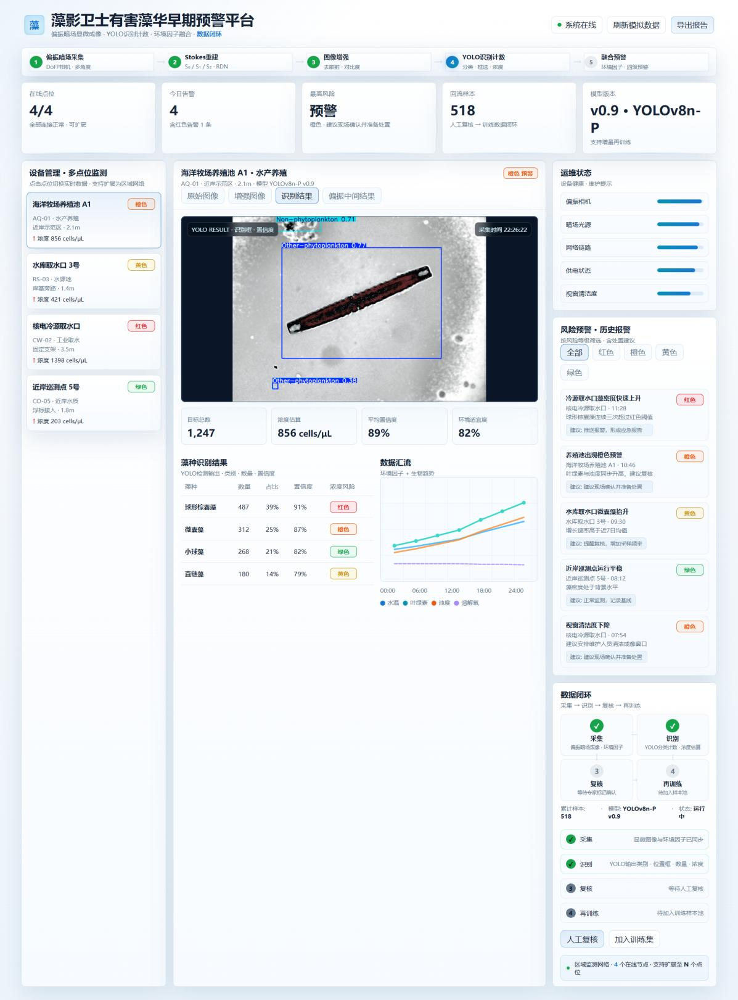 藻
藻影卫士有害藻华早期预警平台
偏振暗场显微成像 · YOLO识别计数 · 环境因子融合 · 数据闭环
系统在线
刷新模拟数据
导出报告
1
偏振暗场采集
DoFP相机 · 多角度
2
Stokes重建
S₀ / S₁ / S₂ · RDN
3
图像增强
去散射 · 对比度
4
YOLO识别计数
分类 · 框选 · 浓度
5
融合预警
环境因子 · 四级预警
在线点位
4/4
全部连接正常 · 可扩展
今日告警
4
含红色告警 1 条
最高风险
预警
橙色 · 建议现场确认并准备处置
回流样本
518
人工复核 → 训练数据闭环
模型版本
v0.9 • YOLOv8n-
P
支持增量再训练
设备管理 • 多点位监测
点击点位切换实时数据 · 支持扩展为区域网络
海洋牧场养殖池 A1
橙色
AQ-01 · 水产养殖
近岸示范区 · 2.1m
↑ 浓度 856 cells/μL
水库取水口 3号
黄色
RS-03 · 水源地
岸基旁路 · 1.4m
↑ 浓度 421 cells/μL
核电冷源取水口
红色
CW-02 · 工业取水
固定支架 · 3.5m
↑ 浓度 1398 cells/μL
近岸巡测点 5号
绿色
CO-05 · 近岸水质
浮标接入 · 1.8m
↑ 浓度 203 cells/μL
海洋牧场养殖池 A1 • 水产养殖
橙色 预警
AQ-01 · 近岸示范区 · 2.1m · 模型 YOLOv8n-P v0.9
原始图像
增强图像
识别结果
偏振中间结果
Non-phytoplankton 0.71
YOLO RESULT · 识别框 · 置信度
采集时间 22:26:22
Other-phytoplankton 0.77
Other-phytoplankton 0.38
目标总数
1,247
浓度估算
856 cells/μL
平均置信度
89%
环境适宜度
82%
藻种识别结果
YOLO检测输出 · 类别 · 数量 · 置信度
藻种 数量 占比 置信度 浓度风险
球形棕囊藻 487 39% 91% 红色
微囊藻 312 25% 87% 橙色
小球藻 268 21% 82% 绿色
直链藻 180 14% 79% 黄色
数据汇流
环境因子 + 生物趋势
00:00 06:00 12:00 18:00 24:00
水温 叶绿素 浊度 溶解氧
运维状态
设备健康 · 维护提示
偏振相机
暗场光源
网络链路
供电状态
视窗清洁度
风险预警 • 历史报警
按风险等级筛选 · 含处置建议
全部
红色
橙色
黄色
绿色
冷源取水口藻密度快速上升
红色
核电冷源取水口 · 11:28
球形棕囊藻连续三次超过红色阈值
建议: 推送报警，形成应急报告
养殖池出现橙色预警
橙色
海洋牧场养殖池 A1 · 10:46
叶绿素与浊度同步升高，建议复核
建议: 建议现场确认并准备处置
水库取水口微囊藻抬升
黄色
水库取水口 3号 · 09:30
增长速率高于近7日均值
建议: 提醒复核，增加采样频率
近岸巡测点运行平稳
绿色
近岸巡测点 5号 · 08:12
藻密度处于背景水平
建议: 正常监测，记录基线
视窗清洁度下降
橙色
核电冷源取水口 · 07:54
建议安排维护人员清洁成像窗口
建议: 建议现场确认并准备处置
数据闭环
采集 → 识别 → 复核 → 再训练
✓
采集
偏振暗场成像 · 环境因子
✓
识别
YOLO分类计数 · 浓度估算
3
复核
等待专家标记确认
4
再训练
待加入样本池
累计样本: · 模型: YOLOv8n-P · 状态: 运行
518 v0.9 中
✓ 采集 显微图像与环境因子已同步
✓ 识别 YOLO输出类别 · 位置框 · 数量 · 浓度
3 复核 等待人工复核
4 再训练 待加入训练样本池
人工复核
加入训练集
区域监测网络 · 4 个在线节点 · 支持扩展至 N 个点
位